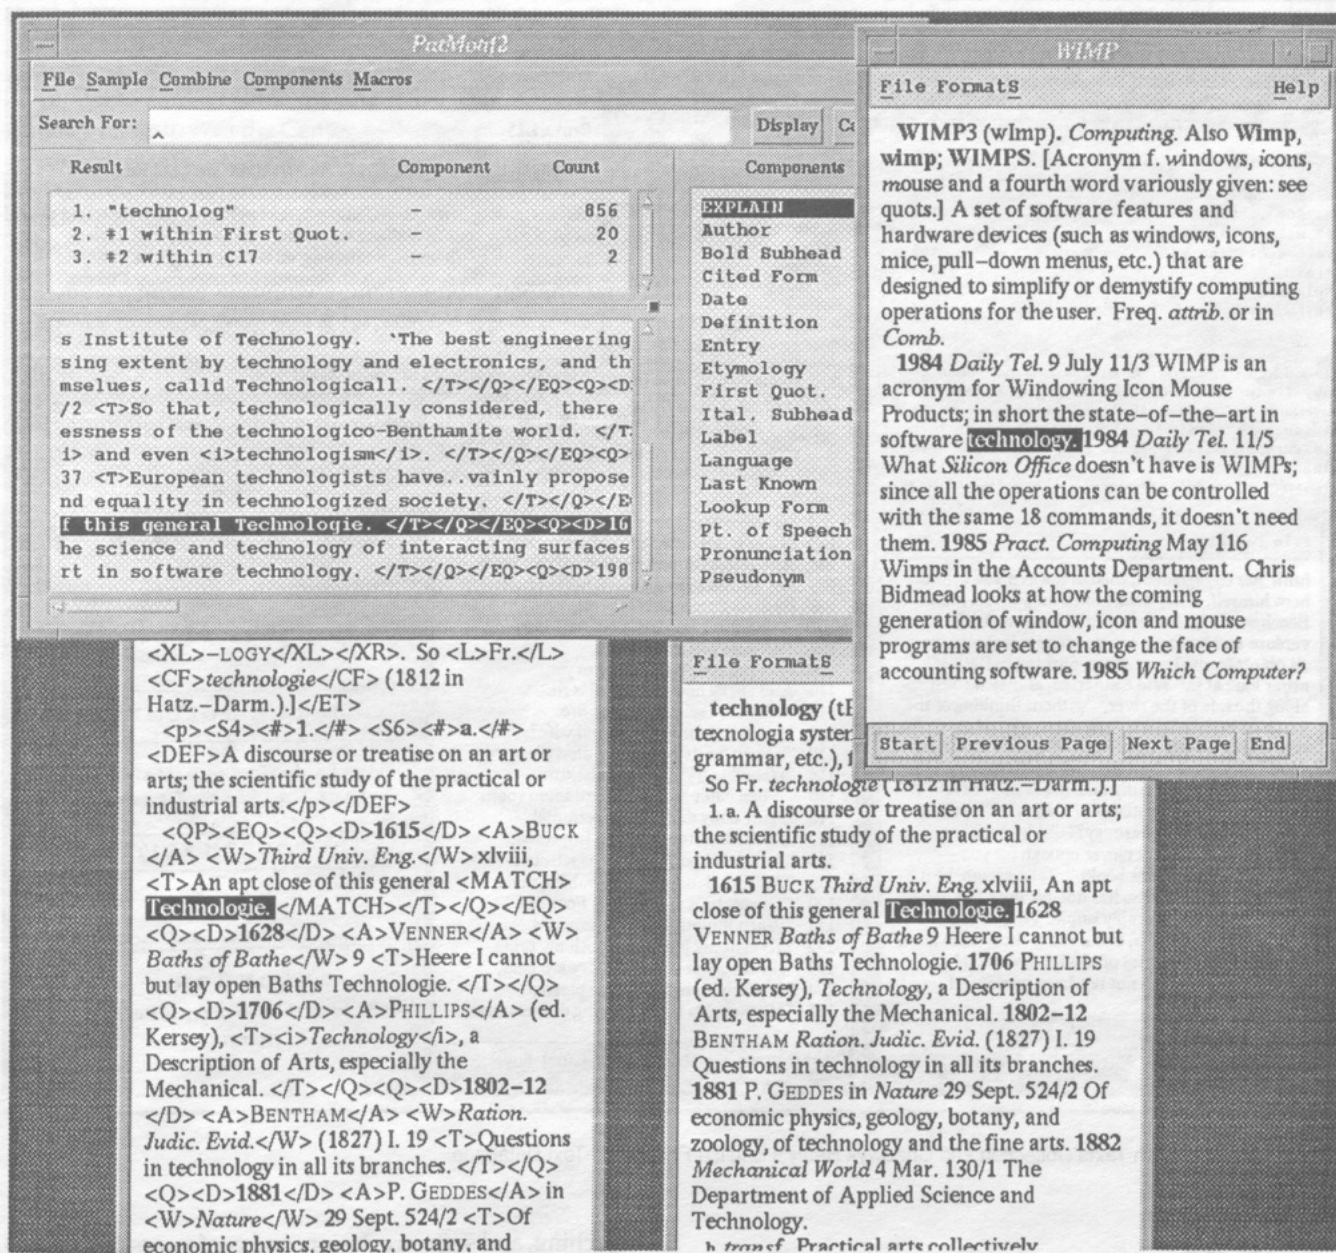 PatMotif2
File Sample Combine Components Macros
Search For: ^ Display
Result Component Count
1. "technolog" – 856
2. #1 within First Quot. – 20
3. #2 within C17 – 2
s Institute of Technology. `The best engineering
sing extent by technology and electronics, and th
mselues, calld Technologicall. </T></Q></EQ><Q><D>
/2 <T>So that, technologically considered, there
essness of the technologico-Benthamite world. </T>
i> and even <i>technologism</i>. </T></Q></EQ><Q>
37 <T>European technologists have..vainly propose
nd equality in technologized society. </T></Q></E
f this general Technologie. </T></Q></EQ><Q><D>16
he science and technology of interacting surfaces
rt in software technology. </T></Q></EQ><Q><D>198
Components
EXPLAIN
Author
Bold Subhead
Cited Form
Date
Definition
Entry
Etymology
First Quot.
Ital. Subhead
Label
Language
Last Known
Lookup Form
Pt. of Speech
Pronunciation
Pseudonym
WIMP
File FormatS Help
WIMP3 (wImp). Computing. Also Wimp,
wimp; WIMPS. [Acronym f. windows, icons,
mouse and a fourth word variously given: see
quots.] A set of software features and
hardware devices (such as windows, icons,
mice, pull–down menus, etc.) that are
designed to simplify or demystify computing
operations for the user. Freq. attrib. or in
Comb.
1984 Daily Tel. 9 July 11/3 WIMP is an
acronym for Windowing Icon Mouse
Products; in short the state–of–the–art in
software technology. 1984 Daily Tel. 11/5
What Silicon Office doesn't have is WIMPs;
since all the operations can be controlled
with the same 18 commands, it doesn't need
them. 1985 Pract. Computing May 116
Wimps in the Accounts Department. Chris
Bidmead looks at how the coming
generation of window, icon and mouse
programs are set to change the face of
accounting software. 1985 Which Computer?
Start Previous Page Next Page End
<XL>–LOGY</XL></XR>. So <L>Fr.</L>
<CF>technologie</CF> (1812 in
Hatz.–Darm.).]</ET>
<p><S4><#>1.</#> <S6><#>a.</#>
<DEF>A discourse or treatise on an art or
arts; the scientific study of the practical or
industrial arts.</p></DEF>
<QP><EQ><Q><D>1615</D> <A>BUCK
</A> <W>Third Univ. Eng.</W> xlviii,
<T>An apt close of this general <MATCH>
Technologie. </MATCH></T></Q></EQ>
<Q><D>1628</D> <A>VENNER</A> <W>
Baths of Bathe</W> 9 <T>Heere I cannot
but lay open Baths Technologie. </T></Q>
<Q><D>1706</D> <A>PHILLIPS</A> (ed.
Kersey), <T><i>Technology</i>, a
Description of Arts, especially the
Mechanical. </T></Q><Q><D>1802–12
</D> <A>BENTHAM</A> <W>Ration.
Judic. Evid.</W> (1827) I. 19 <T>Questions
in technology in all its branches. </T></Q>
<Q><D>1881</D> <A>P. GEDDES</A> in
<W>Nature</W> 29 Sept. 524/2 <T>Of
economic physics, geology, botany, and
File FormatS
technology (tE
texnologia system
grammar, etc.), f
So Fr. technologie (1812 in Hatz.–Darm.).]
1. a. A discourse or treatise on an art or arts;
the scientific study of the practical or
industrial arts.
1615 BUCK Third Univ. Eng. xlviii, An apt
close of this general Technologie. 1628
VENNER Baths of Bathe 9 Heere I cannot but
lay open Baths Technologie. 1706 PHILLIPS
(ed. Kersey), Technology, a Description of
Arts, especially the Mechanical. 1802–12
BENTHAM Ration. Judic. Evid. (1827) I. 19
Questions in technology in all its branches.
1881 P. GEDDES in Nature 29 Sept. 524/2 Of
economic physics, geology, botany, and
zoology, of technology and the fine arts. 1882
Mechanical World 4 Mar. 130/1 The
Department of Applied Science and
Technology.
b. transf. Practical arts collectively